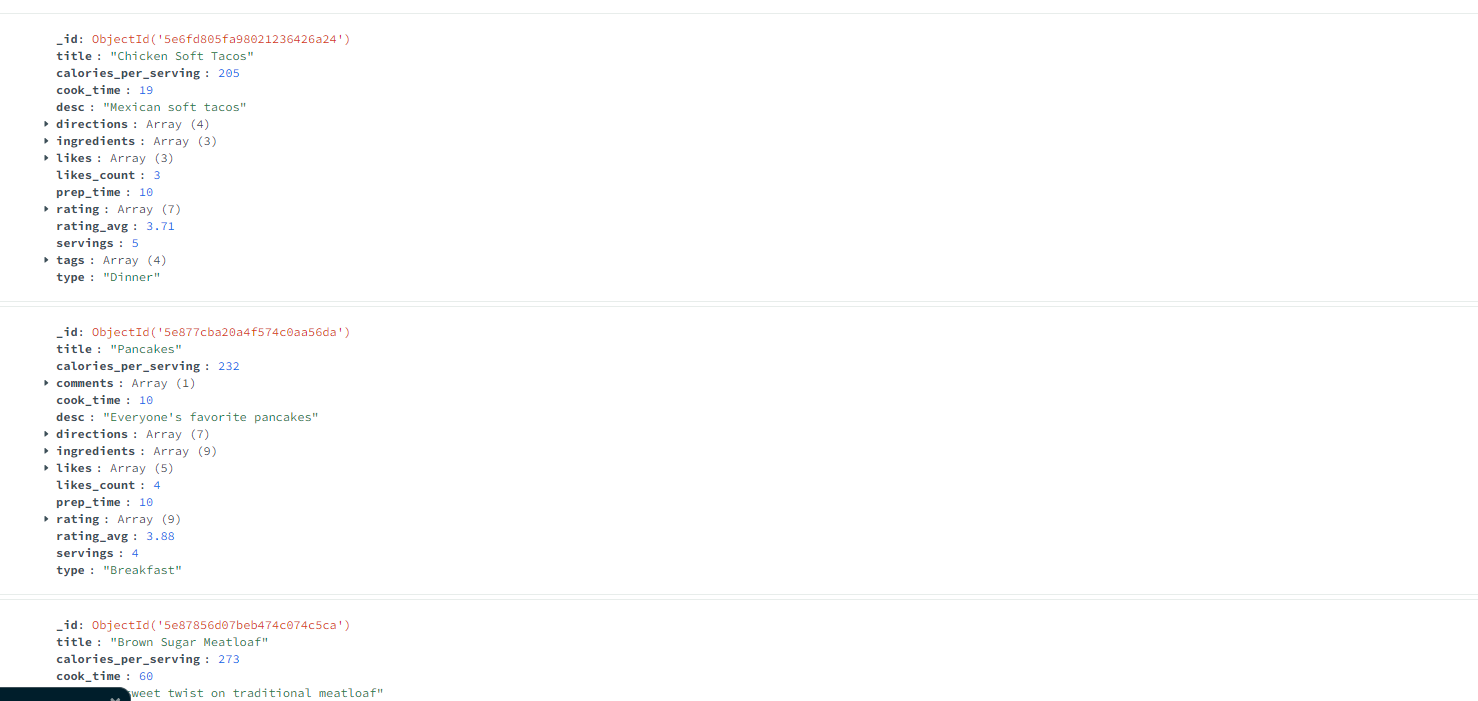 _id: ObjectId('5e6fd805fa98021236426a24')
title : "Chicken Soft Tacos"
calories_per_serving : 205
cook_time : 19
desc : "Mexican soft tacos"
directions : Array (4)
ingredients : Array (3)
likes : Array (3)
likes_count : 3
prep_time : 10
rating : Array (7)
rating_avg : 3.71
servings : 5
tags : Array (4)
type : "Dinner"
_id: ObjectId('5e877cba20a4f574c0aa56da')
title : "Pancakes"
calories_per_serving : 232
comments : Array (1)
cook_time : 10
desc : "Everyone's favorite pancakes"
directions : Array (7)
ingredients : Array (9)
likes : Array (5)
likes_count : 4
prep_time : 10
rating : Array (9)
rating_avg : 3.88
servings : 4
type : "Breakfast"
_id: ObjectId('5e87856d07beb474c074c5ca')
title : "Brown Sugar Meatloaf"
calories_per_serving : 273
cook_time : 60
sweet twist on traditional meatloaf"